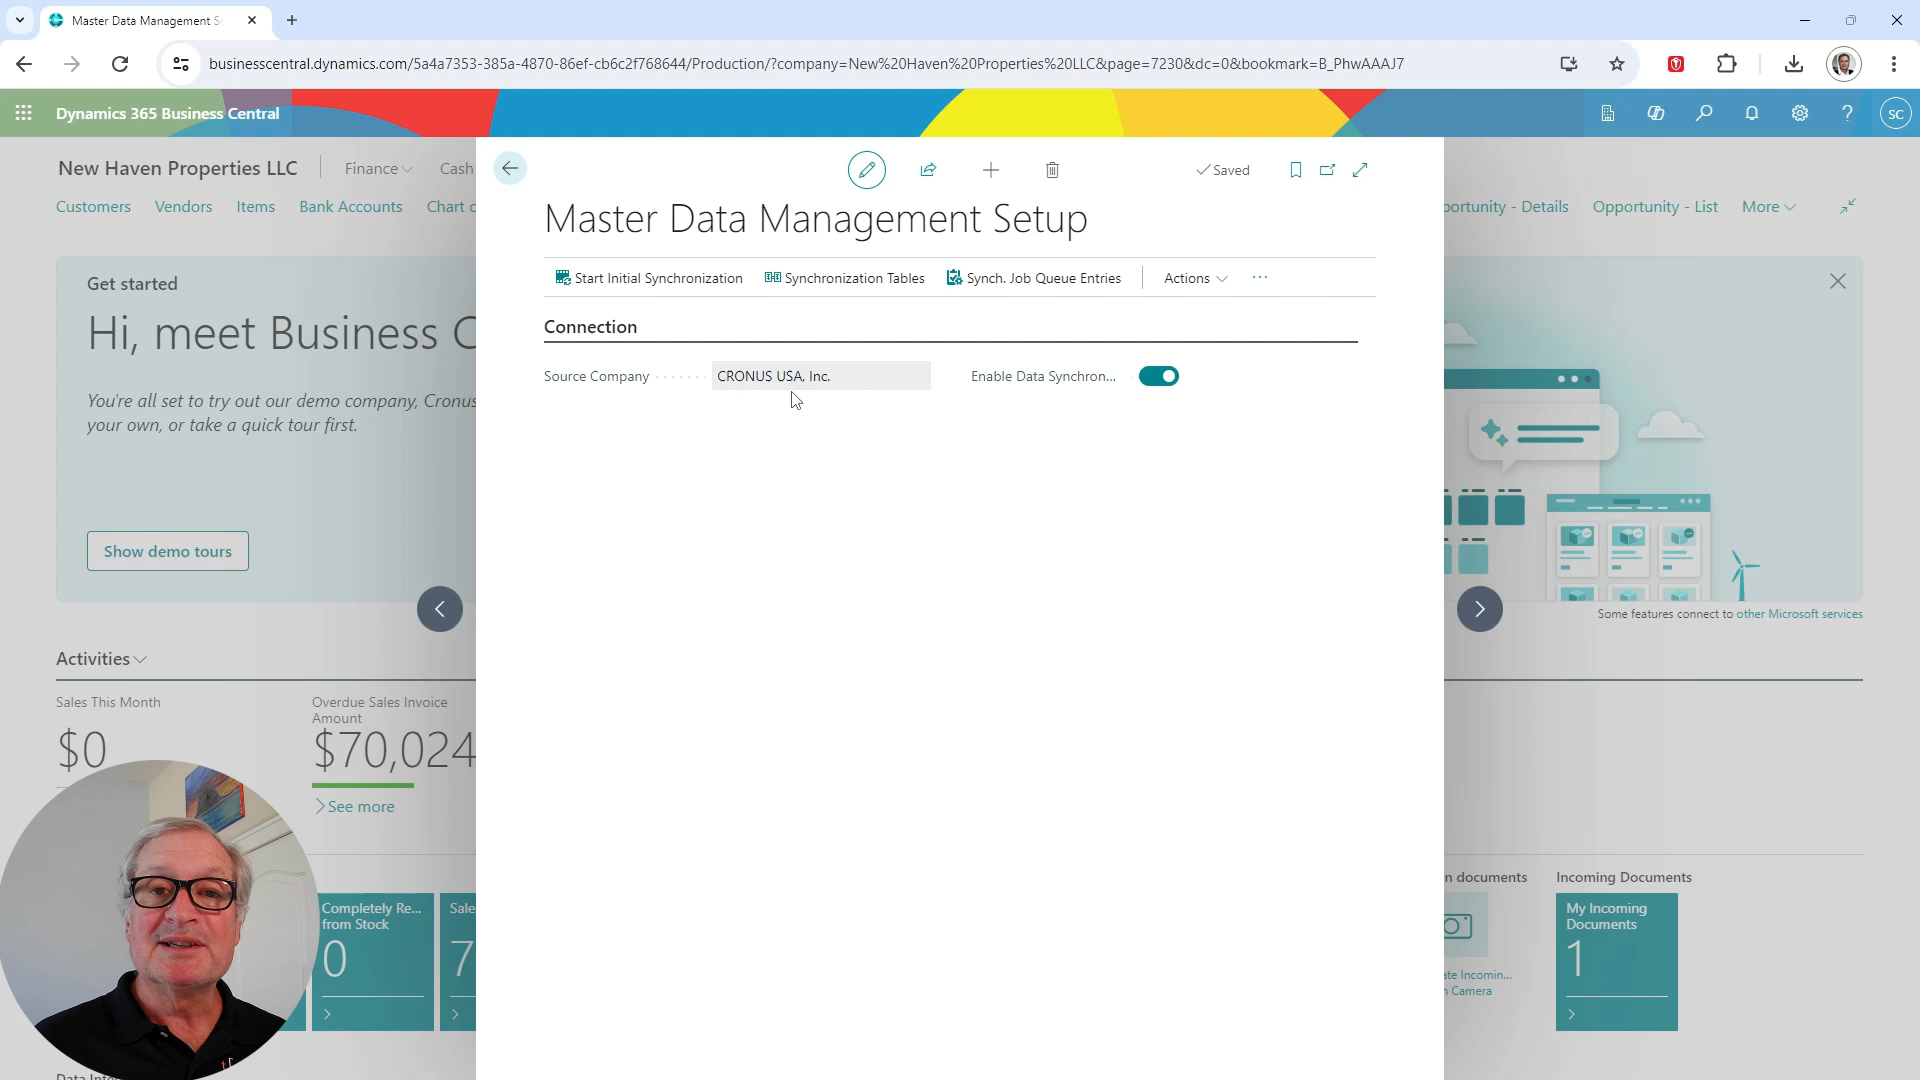 Master Data Management S
businesscentral.dynamics.com/5a4a7353-385a-4870-86ef-cb6c2f768644/Production/?company=New%20Haven%20Properties%20LLC&page=7230&dc=0&bookmark=B_PhwAAAJ7
Dynamics 365 Business Central
SC
New Haven Properties LLC
Finance
Cash
Saved
Customers
Vendors
Items
Bank Accounts
Chart
portunity - Details
Opportunity - List
More
Master Data Management Setup
Start Initial Synchronization
Synchronization Tables
Synch. Job Queue Entries
Actions
...
Get started
Hi, meet Business C
You're all set to try out our demo company, Cronus
your own, or take a quick tour first.
Show demo tours
Connection
Source Company
CRONUS USA, Inc.
Enable Data Synchron...
Some features connect to other Microsoft services
Activities
Sales This Month
$0
Overdue Sales Invoice
Amount
$70,024
See more
Completely Re...
from Stock
0
Sale
7
n documents
ate Incomin...
Camera
Incoming Documents
My Incoming
Documents
1